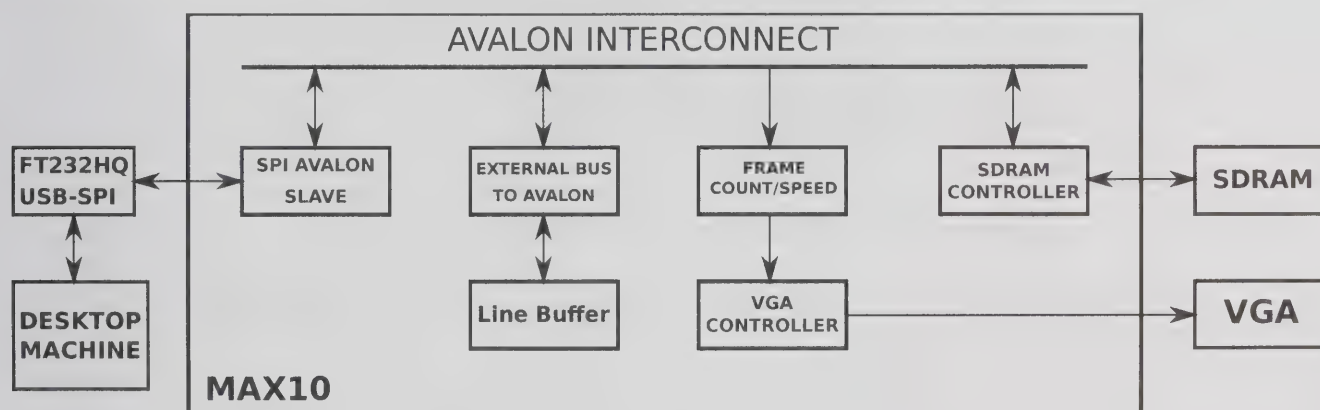 AVALON INTERCONNECT
FT232HQ
USB-SPI
SPI AVALON
SLAVE
EXTERNAL BUS
TO AVALON
FRAME
COUNT/SPEED
SDRAM
CONTROLLER
SDRAM
DESKTOP
MACHINE
Line Buffer
VGA
CONTROLLER
VGA
MAX10